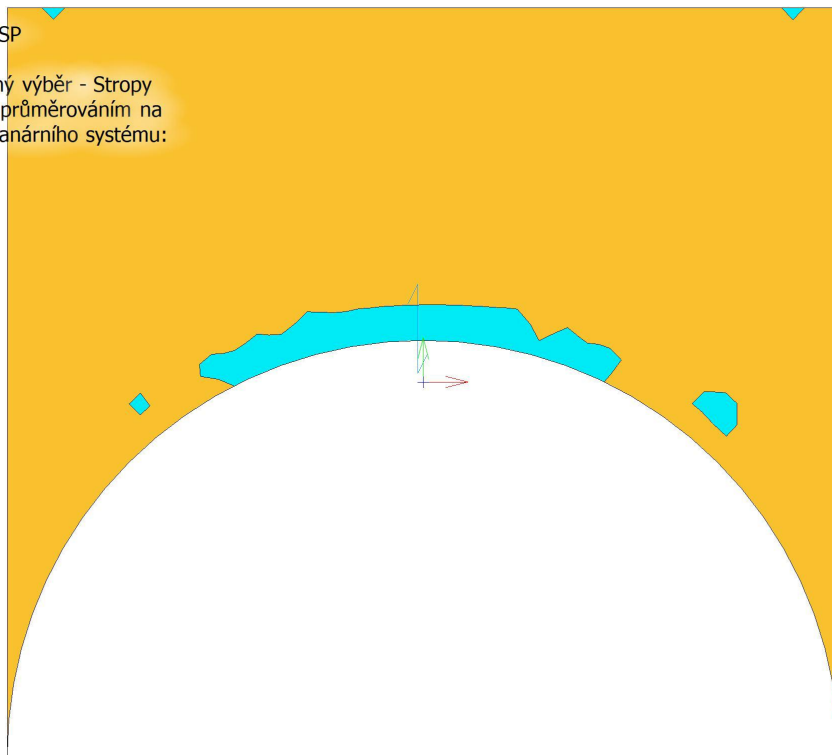 SP
ný výběr - Stropy
průměrováním na
anárního systému: